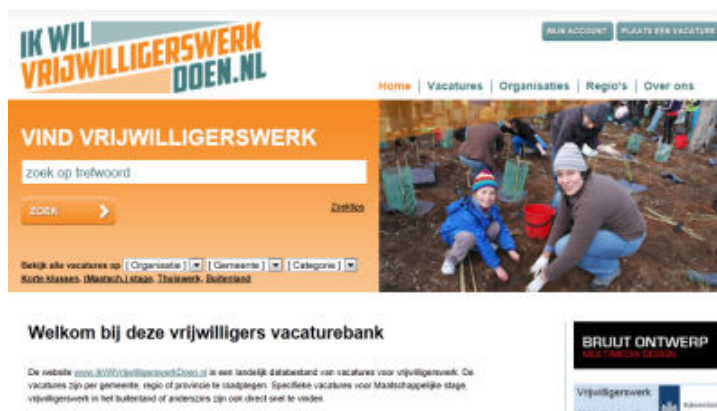 IK WIL
VRIJWILLIGERSWERK
DOEN.NL
MIJN ACCOUNT
PLAATS EEN VACATURE
Home | Vacatures | Organisaties | Regio's | Over ons
VIND VRIJWILLIGERSWERK
zoek op trefwoord
ZOEK
Zoektips
Bekijk alle vacatures op [ Organisatie ] [ Gemeente ] [ Categorie ]
Korte klussen, (Maatsch.) stage, Thuiswerk, Buitenland
Welkom bij deze vrijwilligers vacaturebank
De website www.IkWilVrijwilligerswerkDoen.nl is een landelijk databestand van vacatures voor vrijwilligerswerk. De
vacatures zijn per gemeente, regio of provincie te raadplegen. Specifieke vacatures voor Maatschappelijke stage,
vrijwilligerswerk in het buitenland of anderszins zijn ook direct snel te vinden.
BRUUT ONTWERP
MULTIMEDIA DESIGN
Vrijwilligerswerk